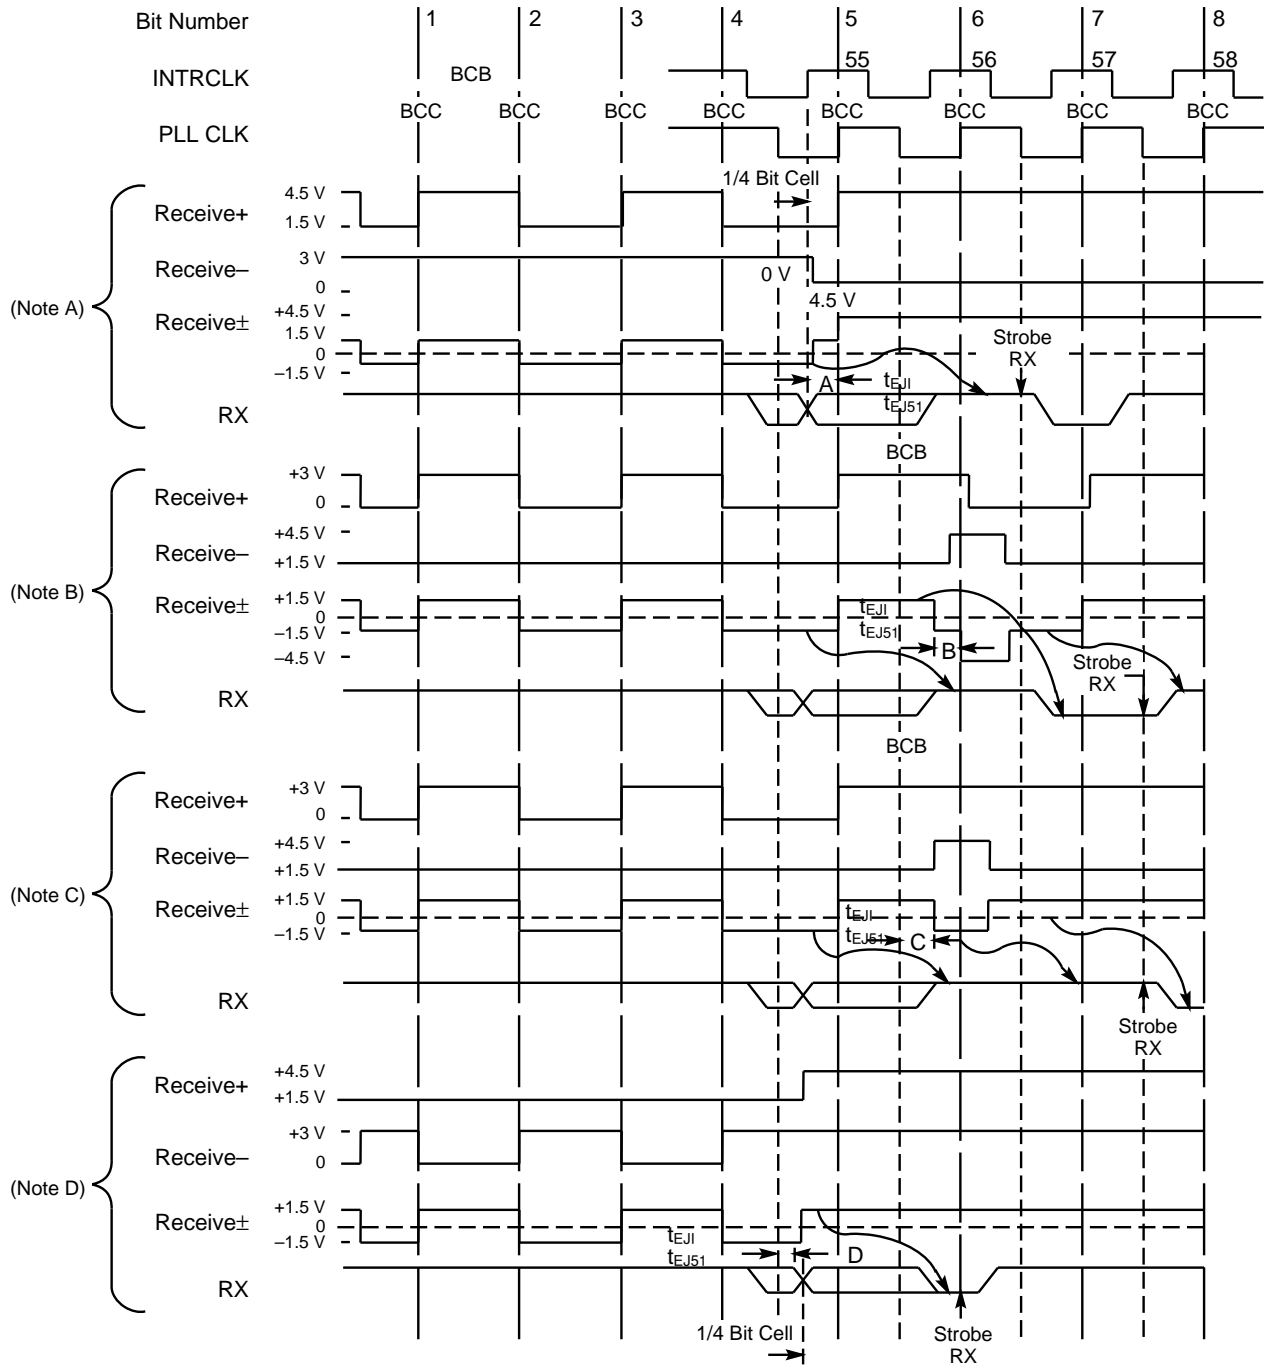 Bit Number 1 2 3 4 5 6 7 8
INTRCLK BCB 55 56 57 58
BCC BCC BCC BCC BCC BCC BCC BCC
PLL CLK
1/4 Bit Cell
(Note A)
4.5 V
Receive+
1.5 V
3 V
Receive–
0 V
0
4.5 V
+4.5 V
Receive±
1.5 V
Strobe
RX
0
–1.5 V
A tEJI
tEJ51
RX
BCB
(Note B)
+3 V
Receive+
0
+4.5 V
Receive–
+1.5 V
+1.5 V
Receive±
tEJI
0
–1.5 V
tEJ51
B
–4.5 V
Strobe
RX
RX
BCB
(Note C)
+3 V
Receive+
0
+4.5 V
Receive–
+1.5 V
+1.5 V
Receive±
tEJI
0
–1.5 V
tEJ51
C
RX
Strobe
RX
(Note D)
+4.5 V
Receive+
+1.5 V
+3 V
Receive–
0
+1.5 V
Receive±
0
–1.5 V
tEJI
tEJ51
D
RX
1/4 Bit Cell
Strobe
RX